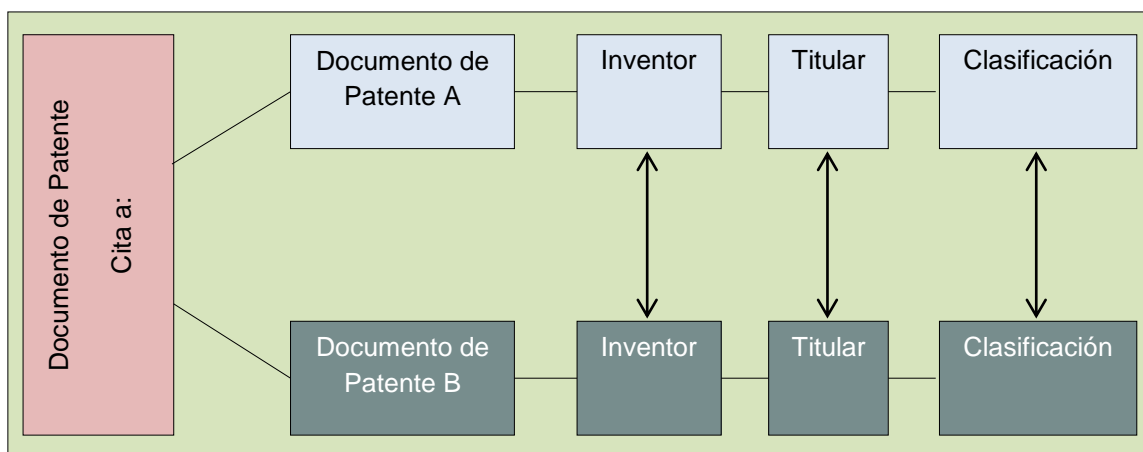 Documento de Patente
Cita a:
Documento de
Patente A
Inventor
Titular
Clasificación
Documento de
Patente B
Inventor
Titular
Clasificación